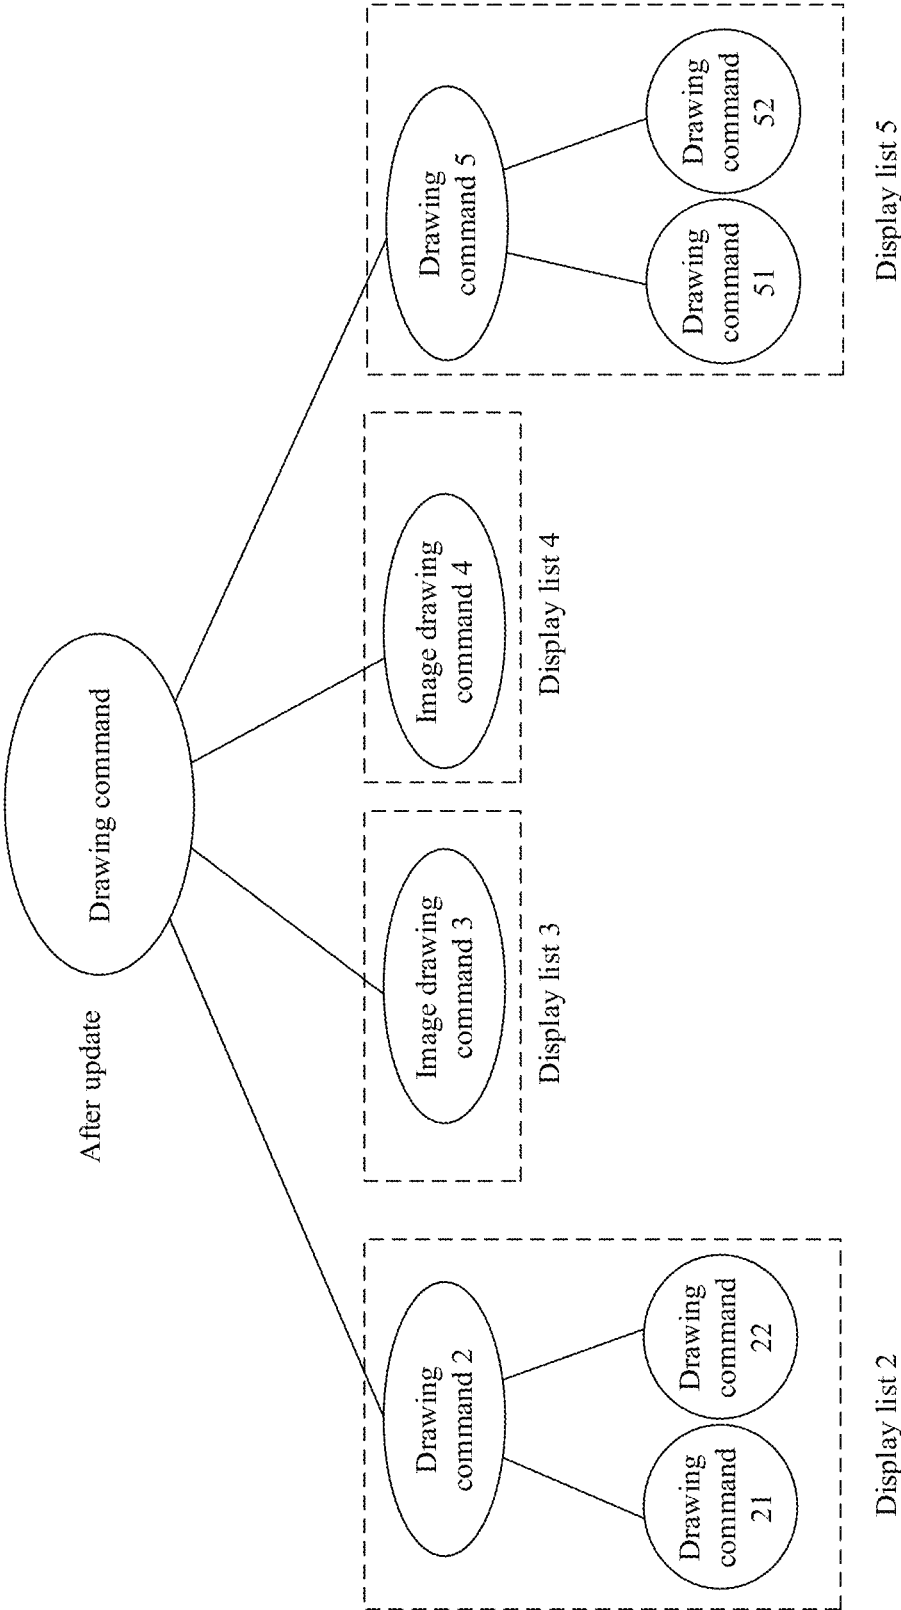 After update
Drawing command
Drawing
command 2
Image drawing
command 3
Image drawing
command 4
Drawing
command 5
Display list 3
Display list 4
Drawing
command
21
Drawing
command
22
Drawing
command
51
Drawing
command
52
Display list 2
Display list 5